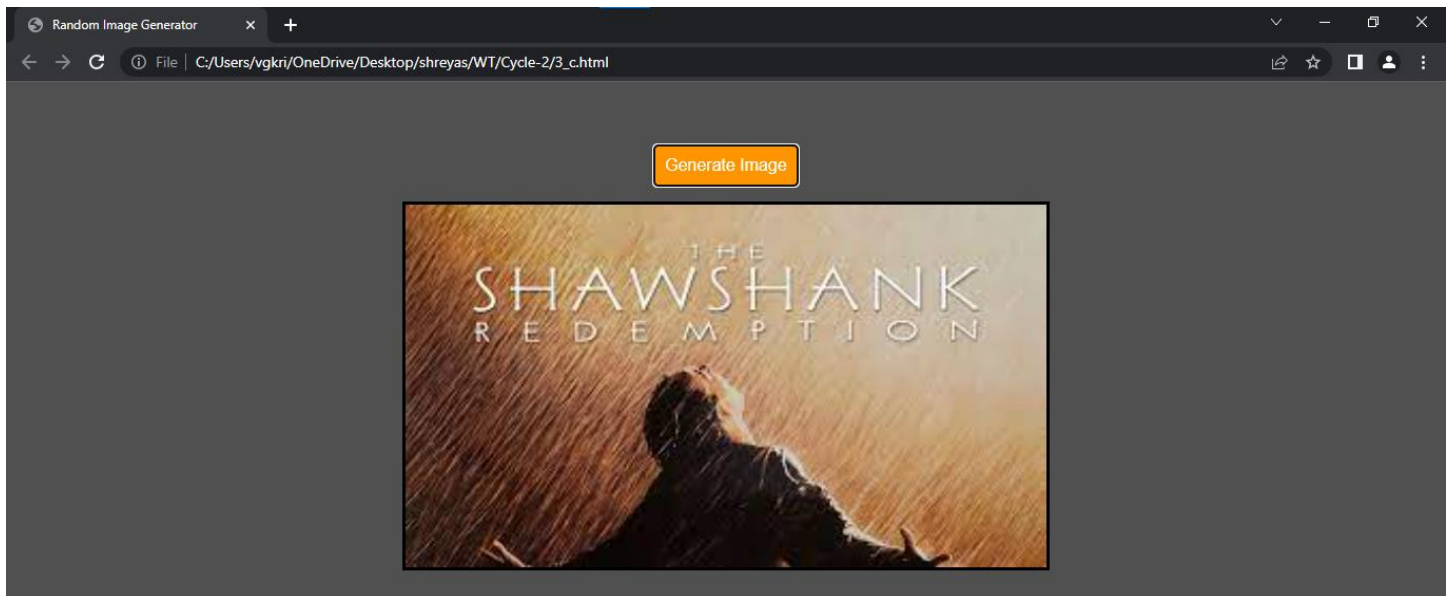 Random Image Generator
File C:/Users/vgkri/OneDrive/Desktop/shreyas/WT/Cycle-2/3_c.html
Generate Image
THE
SHAWSHANK
REDEMPTION